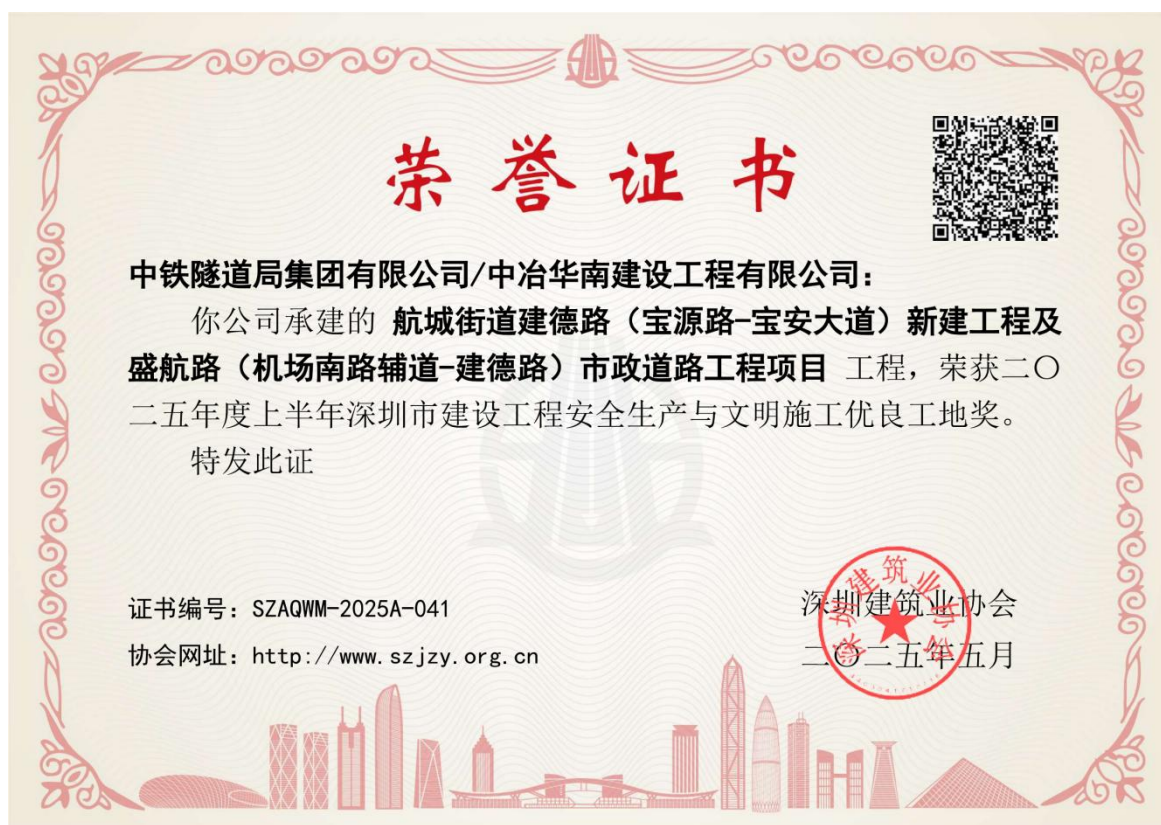 荣誉证书
中铁隧道局集团有限公司/中冶华南建设工程有限公司：
你公司承建的 航城街道建德路（宝源路-宝安大道）新建工程及
盛航路（机场南路辅道-建德路）市政道路工程项目 工程，荣获二〇
二五年度上半年深圳市建设工程安全生产与文明施工优良工地奖。
特发此证
证书编号：SZAQWM-2025A-041
深圳建筑业协会
协会网址：http://www.szjzy.org.cn
二〇二五年五月
深圳建筑业协会